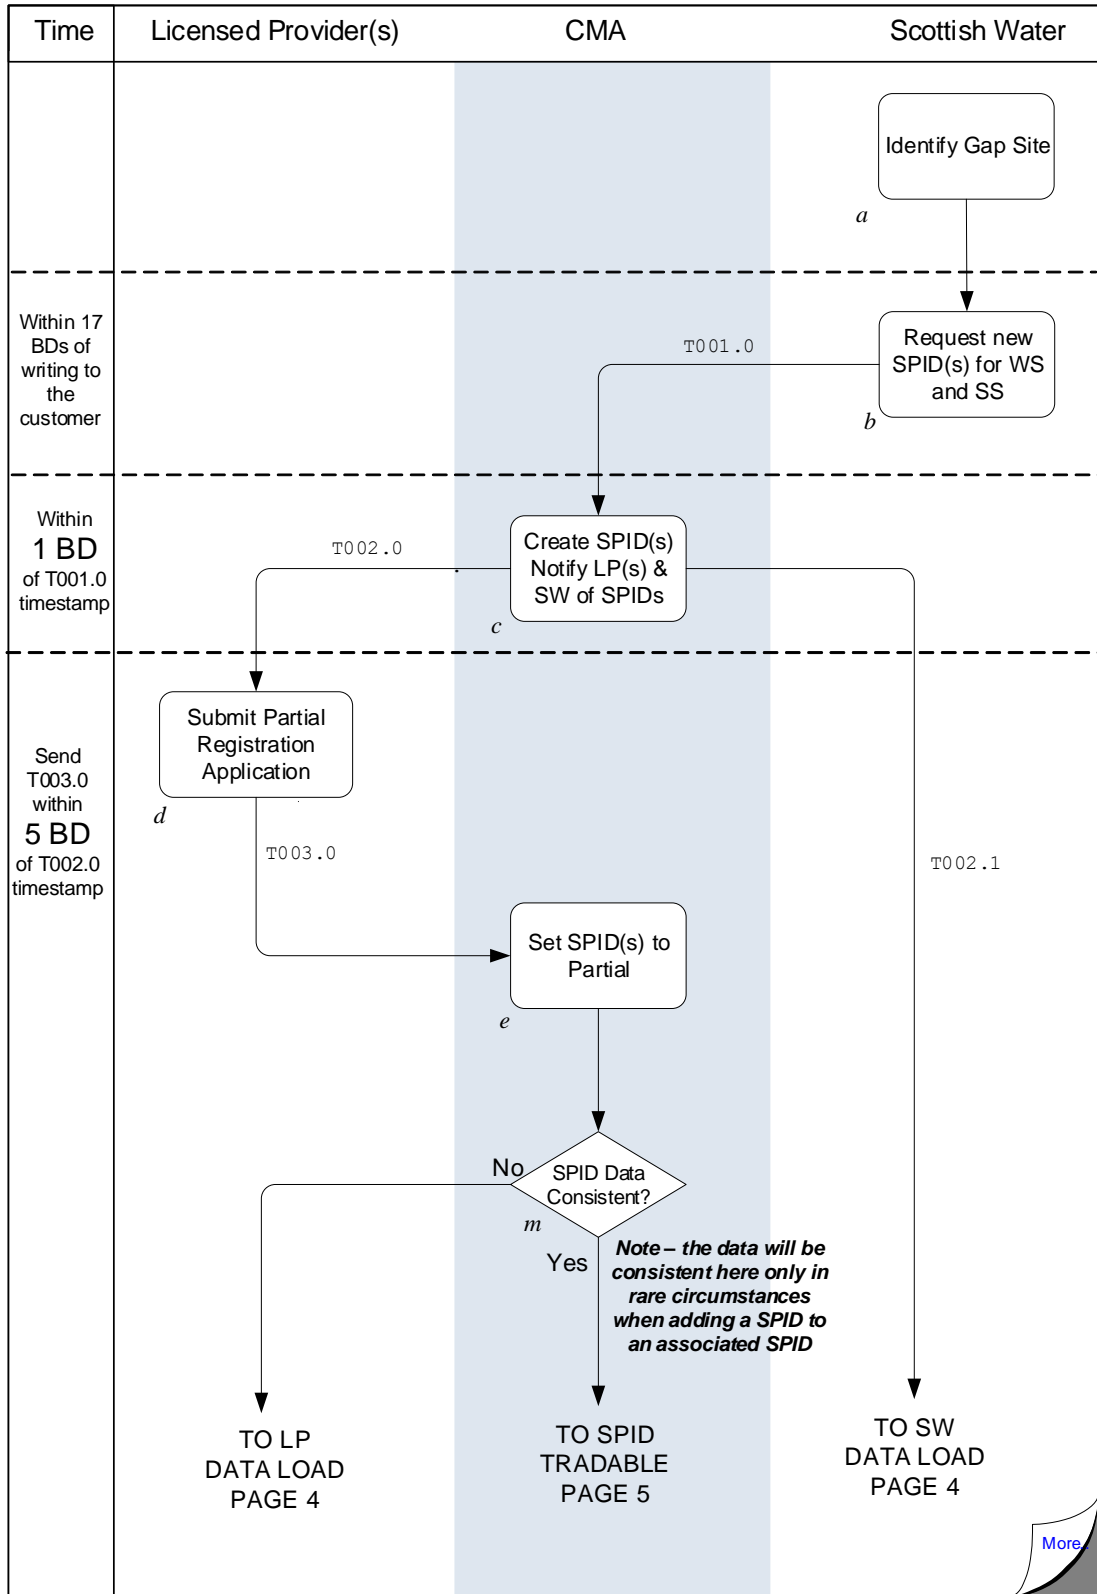 Time
Licensed Provider(s)
CMA
Scottish Water
Identify Gap Site
a
Within 17
BDs of
writing to
the
customer
T001.0
Request new
SPID(s) for WS
and SS
b
Within
1 BD
of T001.0
timestamp
T002.0
Create SPID(s)
Notify LP(s) &
SW of SPIDs
c
Send
T003.0
within
5 BD
of T002.0
timestamp
Submit Partial
Registration
Application
d
T003.0
T002.1
Set SPID(s) to
Partial
e
No
SPID Data
Consistent?
m
Yes
Note – the data will be
consistent here only in
rare circumstances
when adding a SPID to
an associated SPID
TO LP
DATA LOAD
PAGE 4
TO SPID
TRADABLE
PAGE 5
TO SW
DATA LOAD
PAGE 4
More..